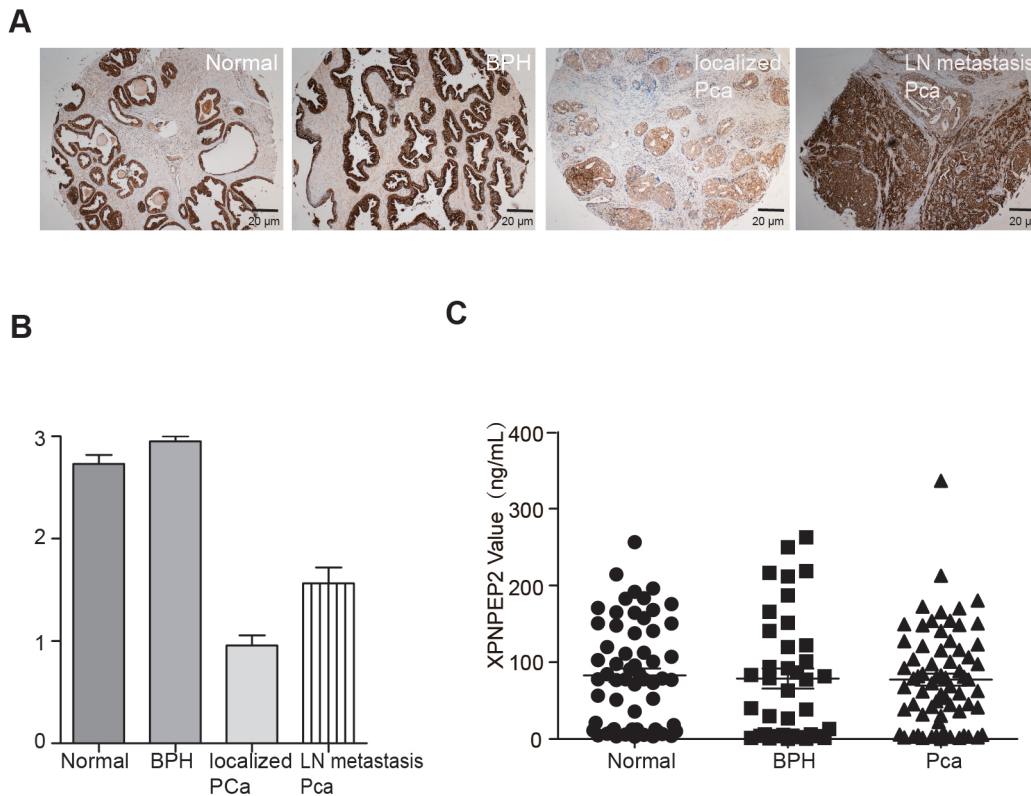 A
Normal
BPH
localized
Pca
LN metastasis
Pca
20 μm
20 μm
20 μm
20 μm
B
3
2
1
0
Normal
BPH
localized
PCa
LN metastasis
Pca
C
XPNPEP2 Value（ng/mL）
400
300
200
100
0
Normal
BPH
Pca